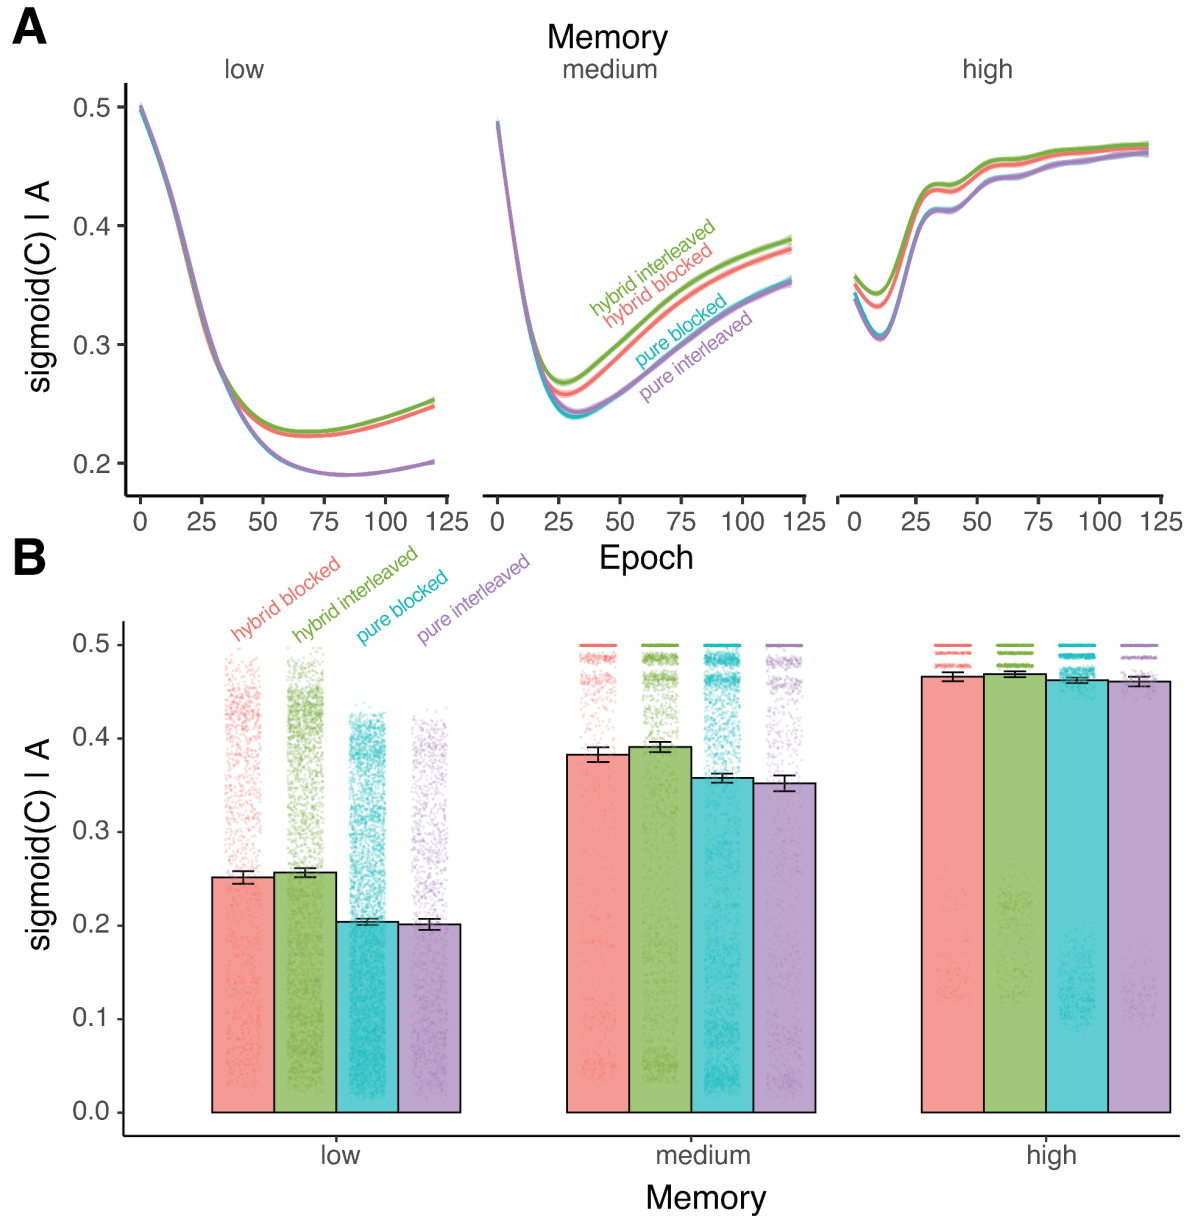 A
Memory
low medium high
sigmoid(C) | A
0.5
0.4
0.3
0.2
hybrid interleaved
hybrid blocked
pure blocked
pure interleaved
0 25 50 75 100 125 0 25 50 75 100 125 0 25 50 75 100 125
Epoch
B
hybrid blocked
hybrid interleaved
pure blocked
pure interleaved
sigmoid(C) | A
0.5
0.4
0.3
0.2
0.1
0.0
low medium high
Memory